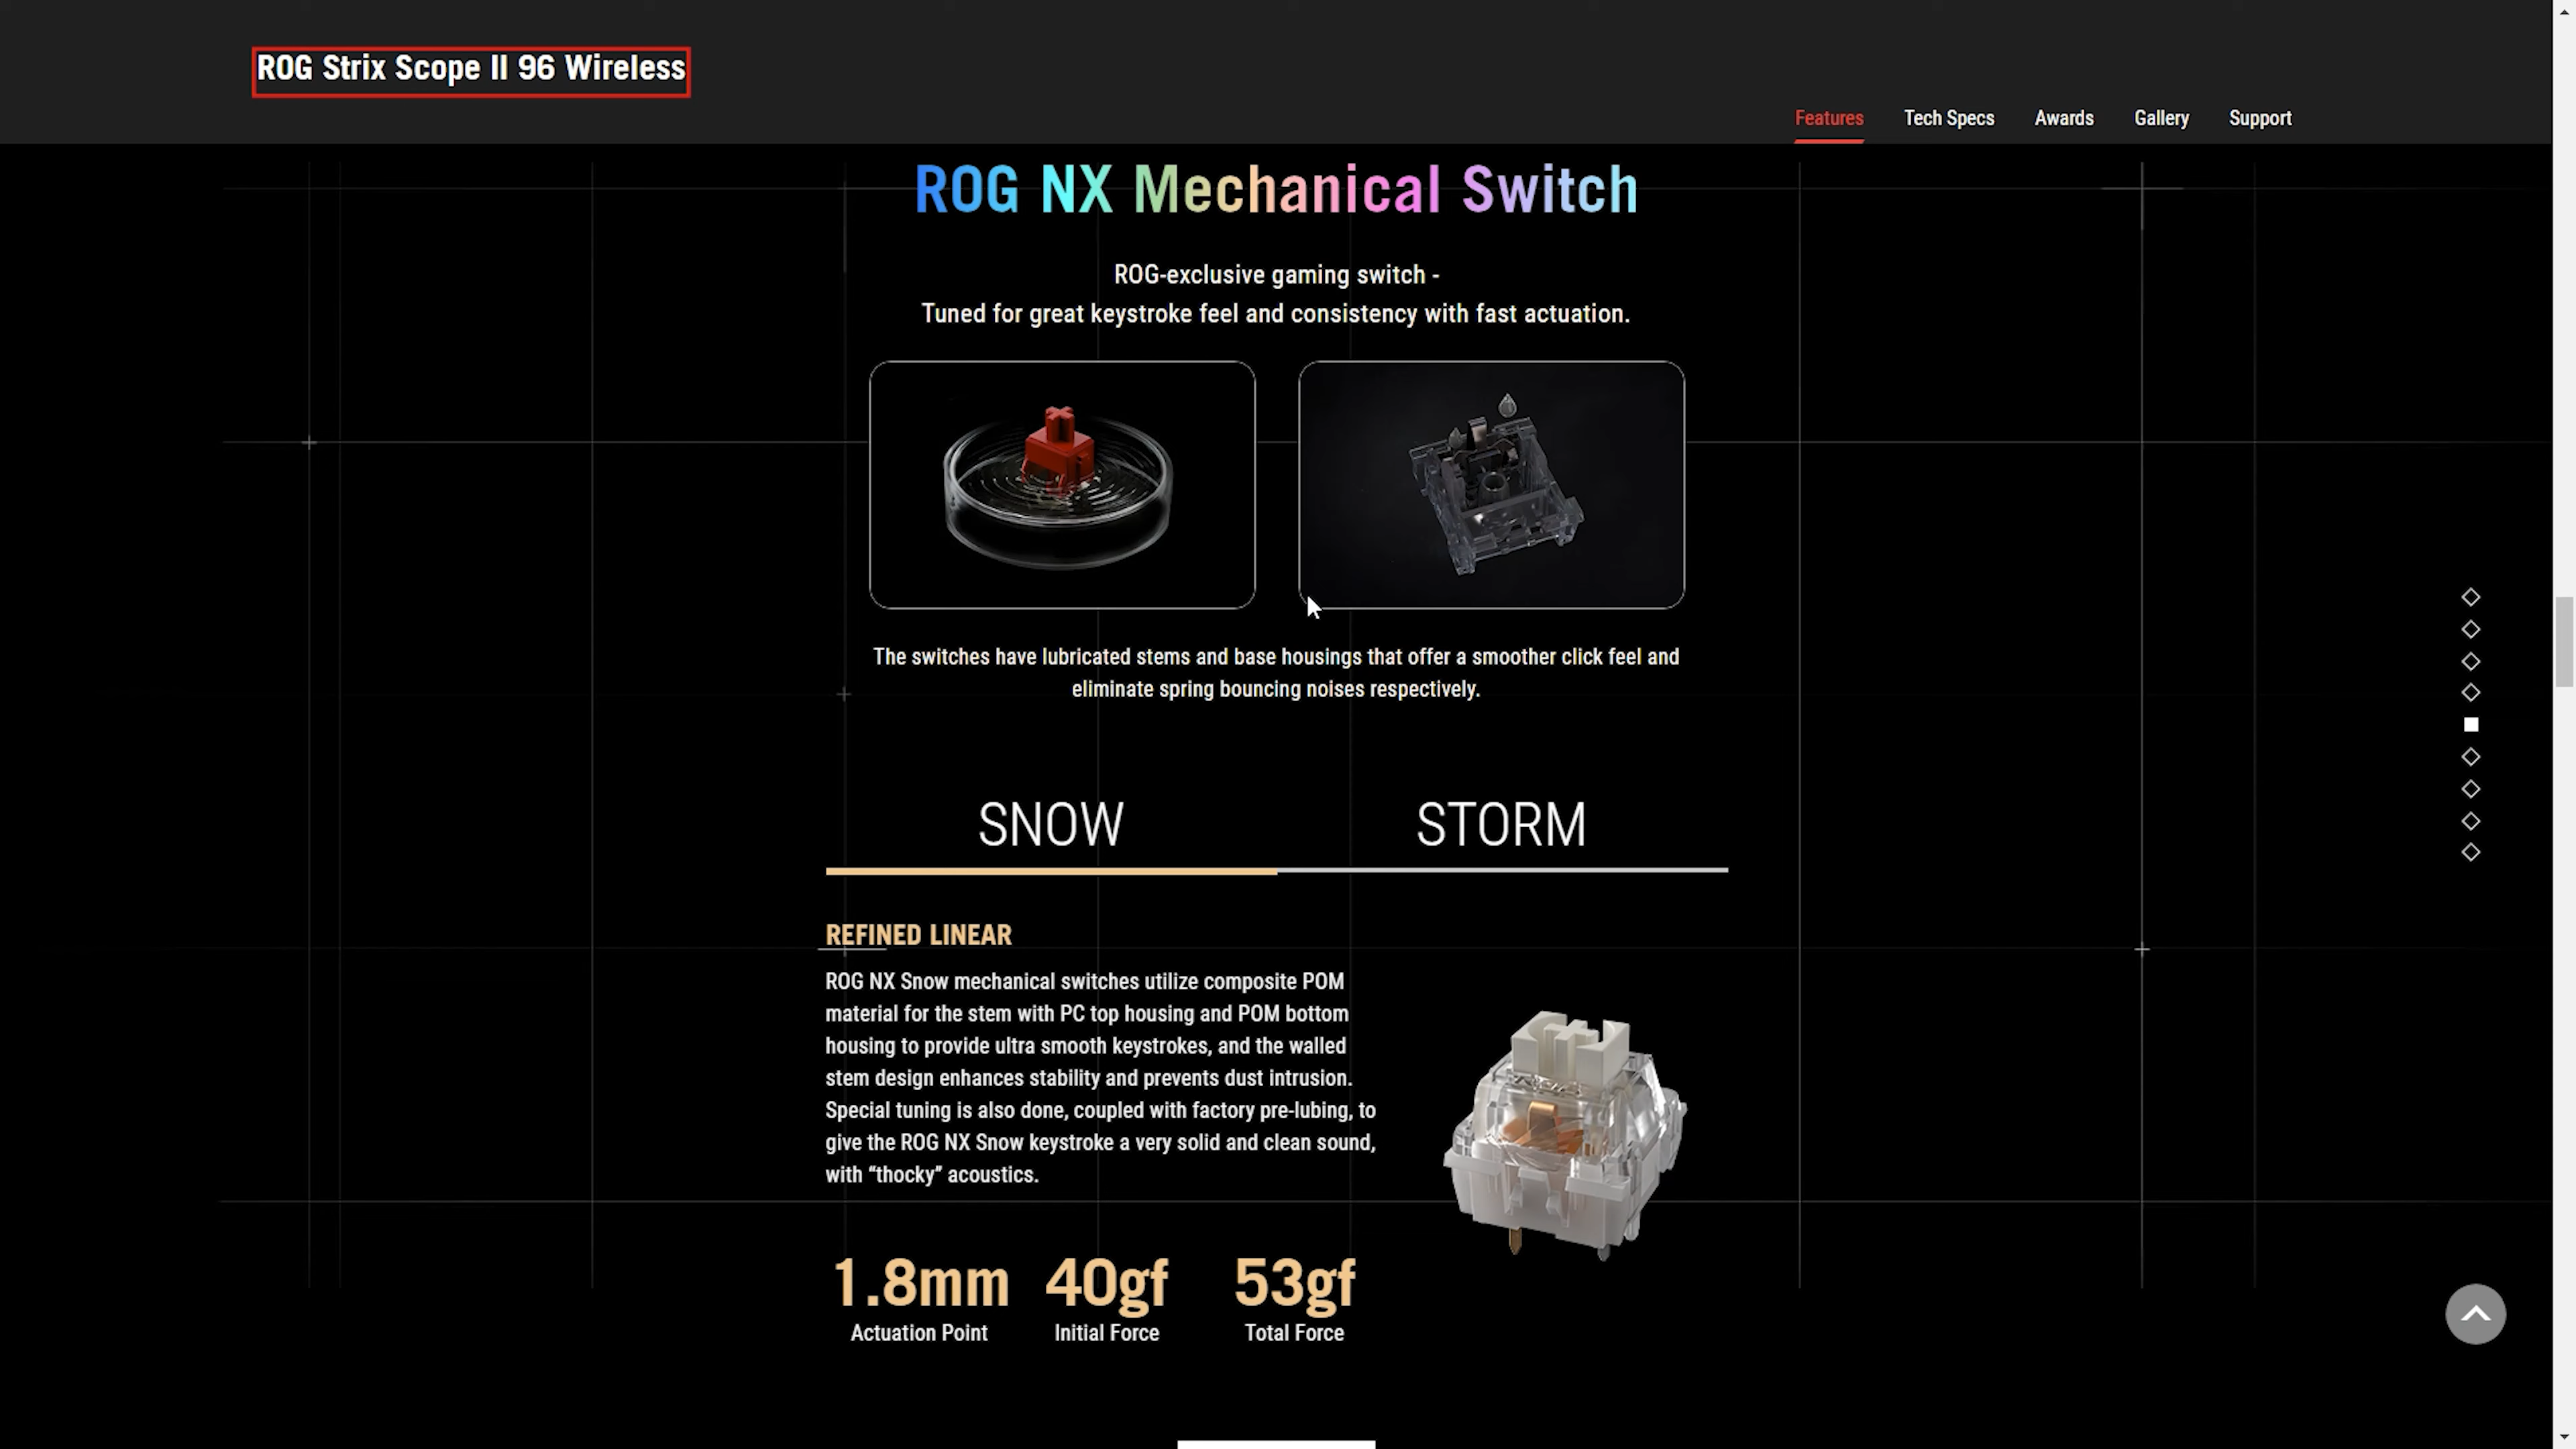 ROG Strix Scope II 96 Wireless
Features Tech Specs Awards Gallery Support
ROG NX Mechanical Switch
ROG-exclusive gaming switch -
Tuned for great keystroke feel and consistency with fast actuation.
The switches have lubricated stems and base housings that offer a smoother click feel and
eliminate spring bouncing noises respectively.
SNOW STORM
REFINED LINEAR
ROG NX Snow mechanical switches utilize composite POM
material for the stem with PC top housing and POM bottom
housing to provide ultra smooth keystrokes, and the walled
stem design enhances stability and prevents dust intrusion.
Special tuning is also done, coupled with factory pre-lubing, to
give the ROG NX Snow keystroke a very solid and clean sound,
with “thocky” acoustics.
1.8mm 40gf 53gf
Actuation Point Initial Force Total Force